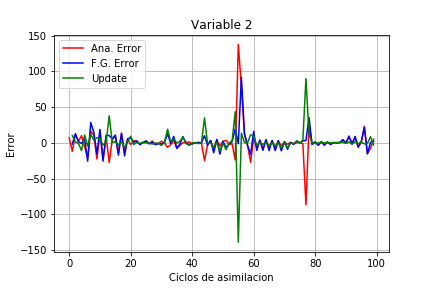 Variable 2
Ana. Error
F.G. Error
Update
Error
150
100
50
0
−50
−100
−150
0 20 40 60 80 100
Ciclos de asimilacion